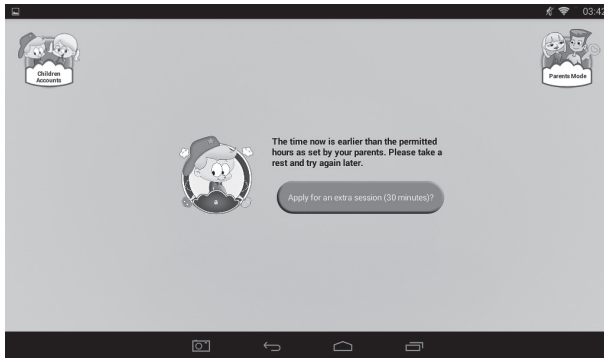 03:42
Children
Accounts
Parents Mode
The time now is earlier than the permitted
hours as set by your parents. Please take a
rest and try again later.
Apply for an extra session (30 minutes)?